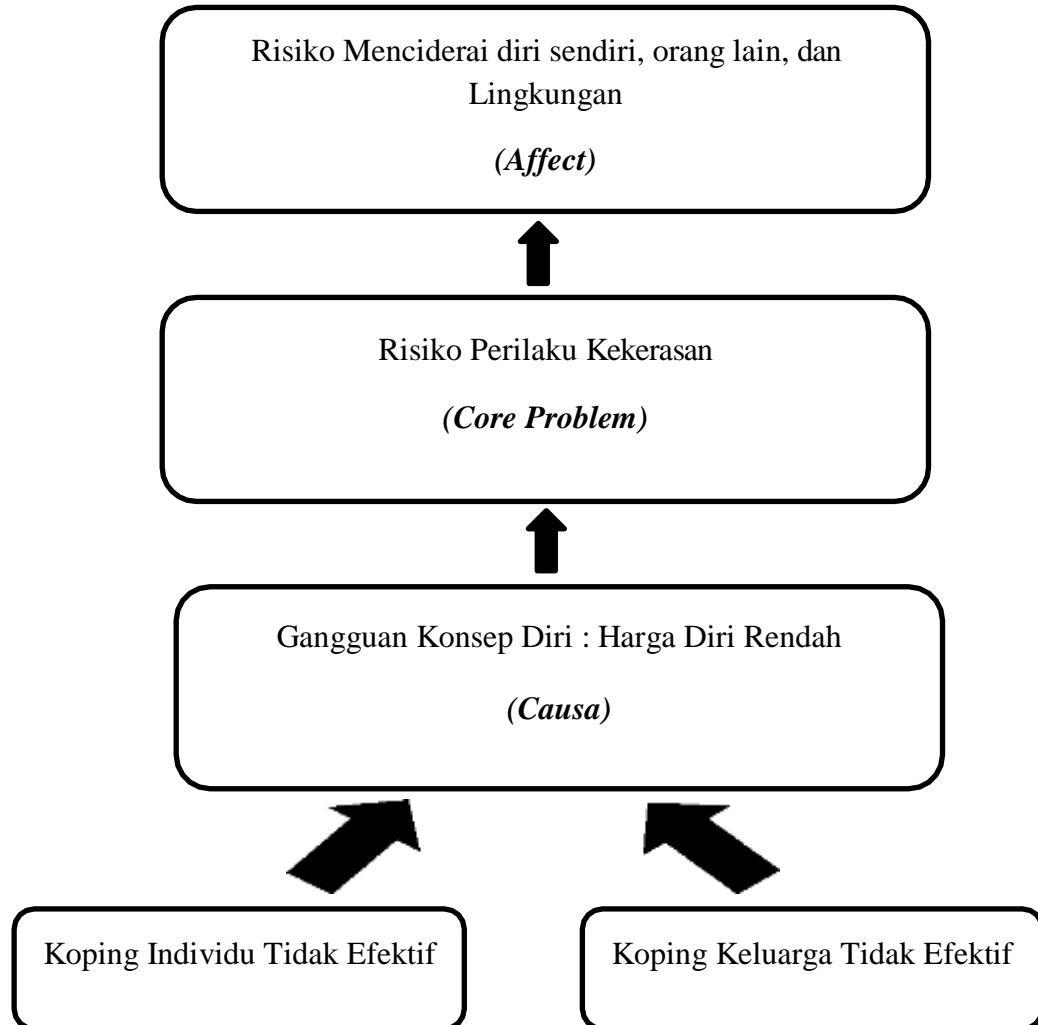 Risiko Menciderai diri sendiri, orang lain, dan
Lingkungan
(Affect)
Risiko Perilaku Kekerasan
(Core Problem)
Gangguan Konsep Diri : Harga Diri Rendah
(Causa)
Koping Individu Tidak Efektif
Koping Keluarga Tidak Efektif